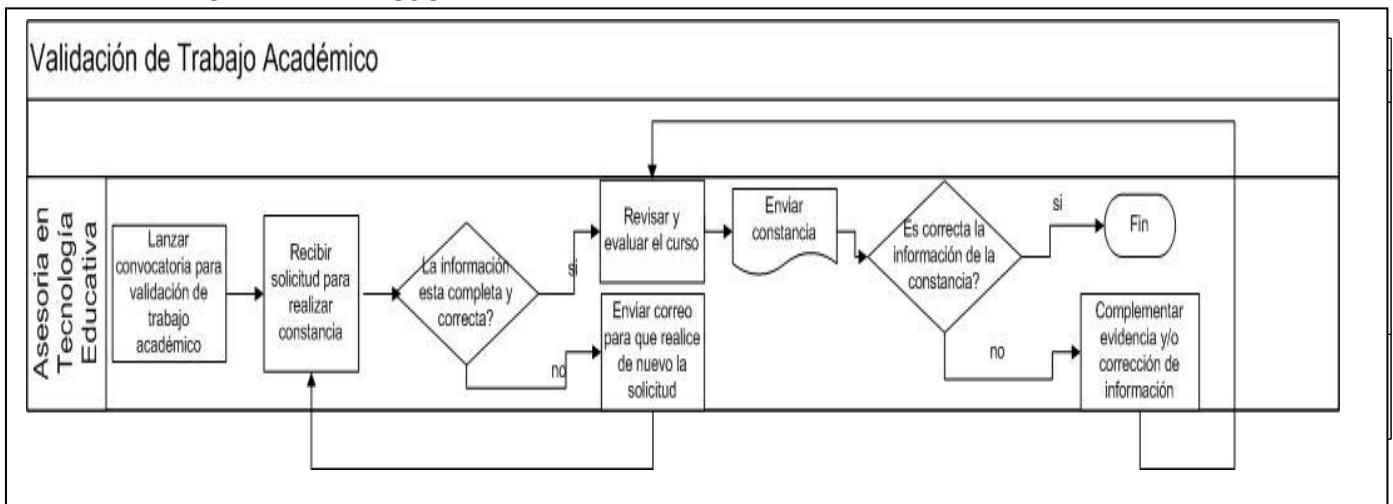 Validación de Trabajo Académico
Asesoria en
Tecnología
Educativa
Lanzar
convocatoria para
validación de
trabajo
académico
Recibir
solicitud para
realizar
constancia
La información
esta completa y
correcta?
si
no
Revisar y
evaluar el curso
Enviar correo
para que realice
de nuevo la
solicitud
Enviar
constancia
Es correcta la
información de la
constancia?
si
no
Fin
Complementar
evidencia y/o
corrección de
información